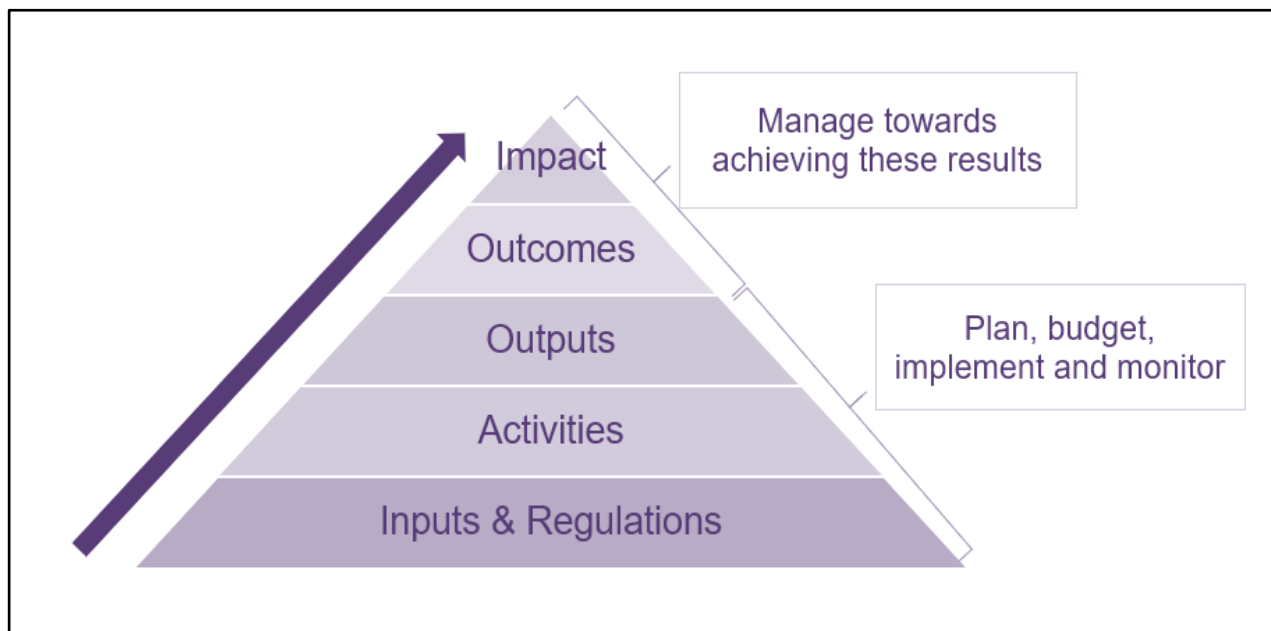 Impact
Outcomes
Outputs
Activities
Inputs & Regulations
Manage towards
achieving these results
Plan, budget,
implement and monitor